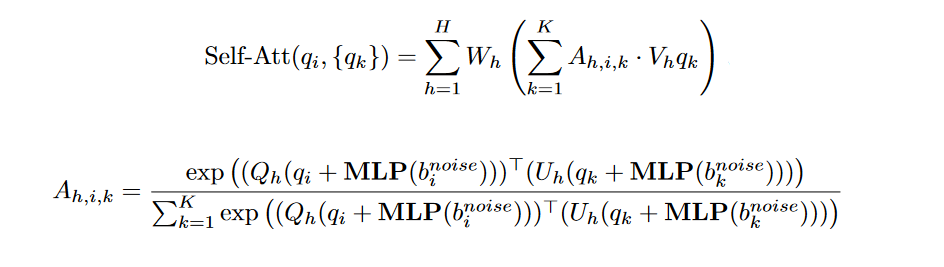 $$\text{Self-Att}(q_i, \{q_k\}) = \sum_{h=1}^{H} W_h \left( \sum_{k=1}^{K} A_{h,i,k} \cdot V_h q_k \right)$$
$$A_{h,i,k} = \frac{\exp\left((Q_h(q_i + \mathbf{MLP}(b_i^{noise})))^\top (U_h(q_k + \mathbf{MLP}(b_k^{noise})))\right)}{\sum_{k=1}^{K} \exp\left((Q_h(q_i + \mathbf{MLP}(b_i^{noise})))^\top (U_h(q_k + \mathbf{MLP}(b_k^{noise})))\right)}$$